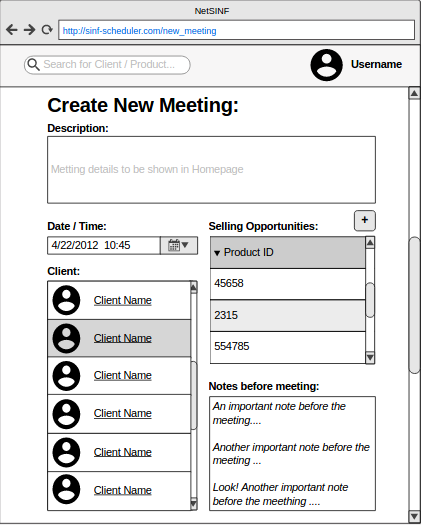 NetSINF
http://sinf-scheduler.com/new_meeting
Search for Client / Product...
Username
Create New Meeting:
Description:
Metting details to be shown in Homepage
Date / Time:
4/22/2012 10:45
Client:
Client Name
Client Name
Client Name
Client Name
Client Name
Client Name
Selling Opportunities:
+
Product ID
45658
2315
554785
Notes before meeting:
An important note before the
meeting....
Another important note before the
meeting ...
Look! Another important note
before the meething ....